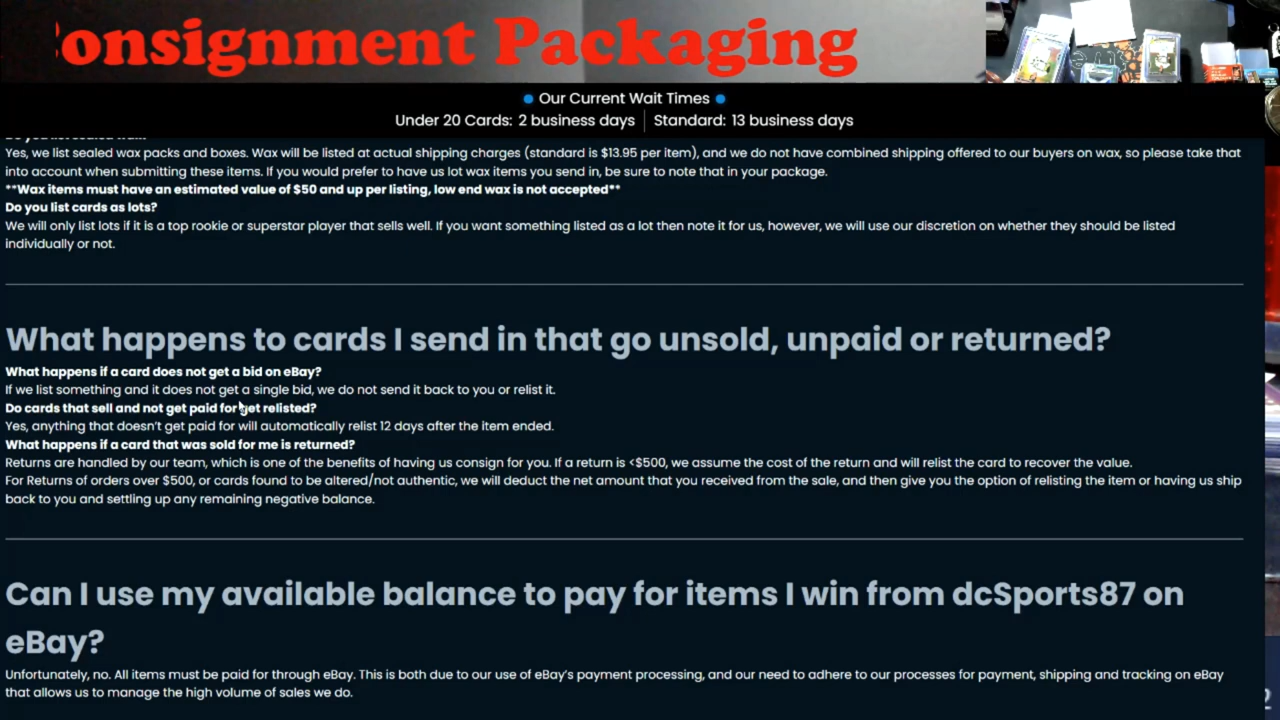 onsignment Packaging
Our Current Wait Times
Under 20 Cards: 2 business days Standard: 13 business days
Yes, we list sealed wax packs and boxes. Wax will be listed at actual shipping charges (standard is $13.95 per item), and we do not have combined shipping offered to our buyers on wax, so please take that
into account when submitting these items. If you would prefer to have us lot wax items you send in, be sure to note that in your package.
**Wax items must have an estimated value of $50 and up per listing, low end wax is not accepted**
Do you list cards as lots?
We will only list lots if it is a top rookie or superstar player that sells well. If you want something listed as a lot then note it for us, however, we will use our discretion on whether they should be listed
individually or not.
What happens to cards I send in that go unsold, unpaid or returned?
What happens if a card does not get a bid on eBay?
If we list something and it does not get a single bid, we do not send it back to you or relist it.
Do cards that sell and not get paid for get relisted?
Yes, anything that doesn't get paid for will automatically relist 12 days after the item ended.
What happens if a card that was sold for me is returned?
Returns are handled by our team, which is one of the benefits of having us consign for you. If a return is <$500, we assume the cost of the return and will relist the card to recover the value.
For Returns of orders over $500, or cards found to be altered/not authentic, we will deduct the net amount that you received from the sale, and then give you the option of relisting the item or having us ship
back to you and settling up any remaining negative balance.
Can I use my available balance to pay for items I win from dcSports87 on
eBay?
Unfortunately, no. All items must be paid for through eBay. This is both due to our use of eBay's payment processing, and our need to adhere to our processes for payment, shipping and tracking on eBay
that allows us to manage the high volume of sales we do.